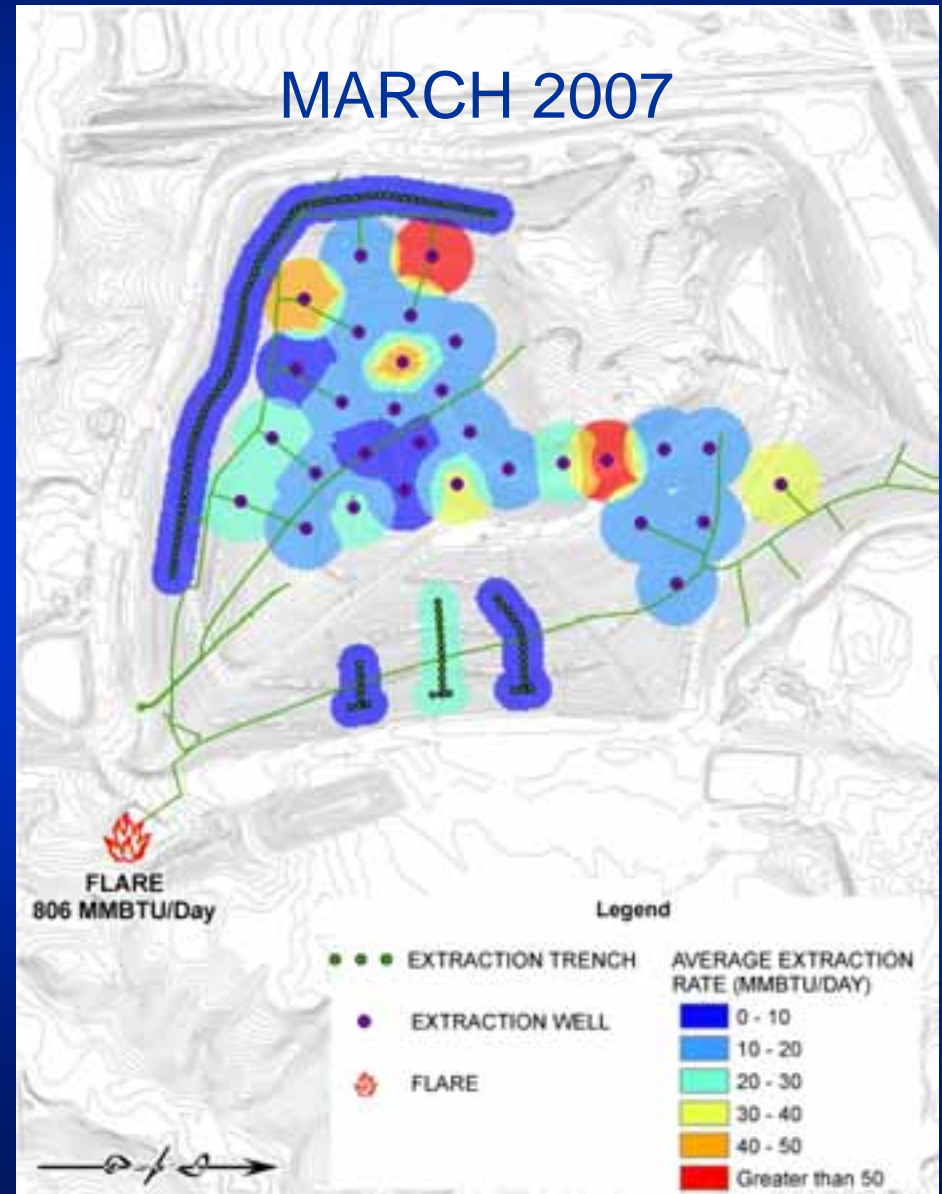 MARCH 2007
FLARE
806 MMBTU/Day
Legend
EXTRACTION TRENCH
EXTRACTION WELL
FLARE
AVERAGE EXTRACTION
RATE (MMBTU/DAY)
0 - 10
10 - 20
20 - 30
30 - 40
40 - 50
Greater than 50